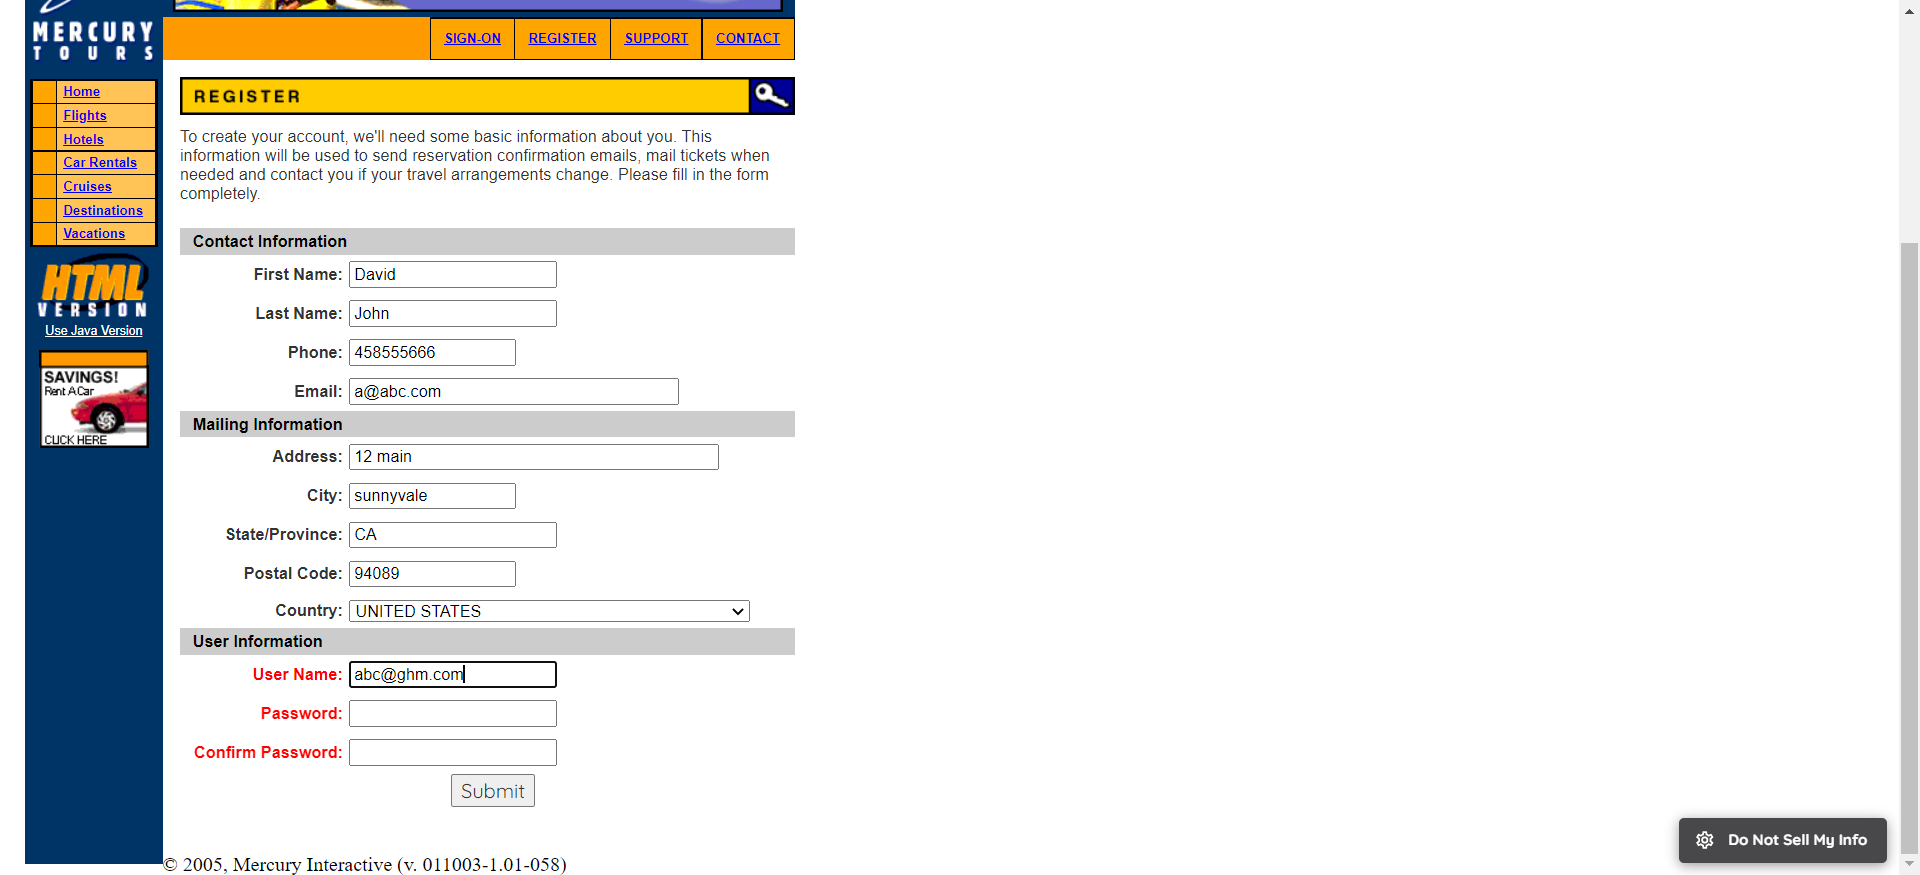 MERCURY
TOURS
SIGN-ON
REGISTER
SUPPORT
CONTACT
Home
Flights
Hotels
Car Rentals
Cruises
Destinations
Vacations
HTML
VERSION
Use Java Version
SAVINGS!
Rent A Car
CLICK HERE
REGISTER
To create your account, we'll need some basic information about you. This
information will be used to send reservation confirmation emails, mail tickets when
needed and contact you if your travel arrangements change. Please fill in the form
completely.
Contact Information
First Name: David
Last Name: John
Phone: 458555666
Email: a@abc.com
Mailing Information
Address: 12 main
City: sunnyvale
State/Province: CA
Postal Code: 94089
Country: UNITED STATES
User Information
User Name: abc@ghm.com
Password:
Confirm Password:
Submit
Do Not Sell My Info
© 2005, Mercury Interactive (v. 011003-1.01-058)